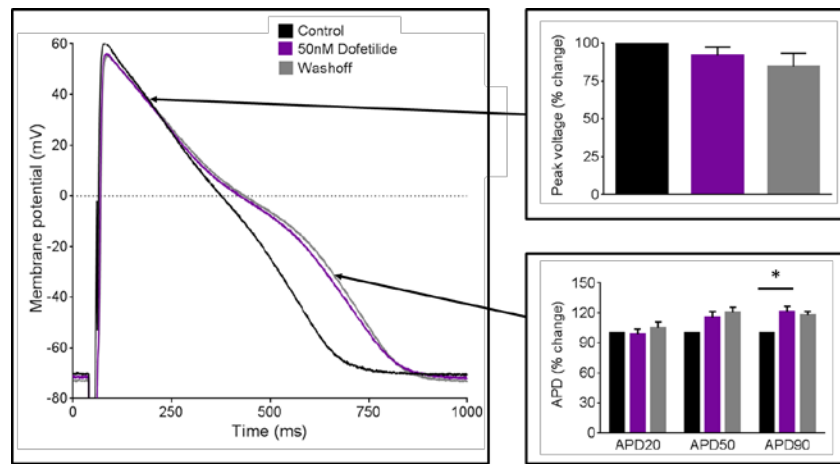 Control
50nM Dofetilide
Washoff
60
40
20
0
-20
-40
-60
-80
Membrane potential (mV)
0
250
500
750
1000
Time (ms)
100
75
50
25
0
Peak voltage (% change)
150
120
90
60
30
0
APD (% change)
*
APD20
APD50
APD90